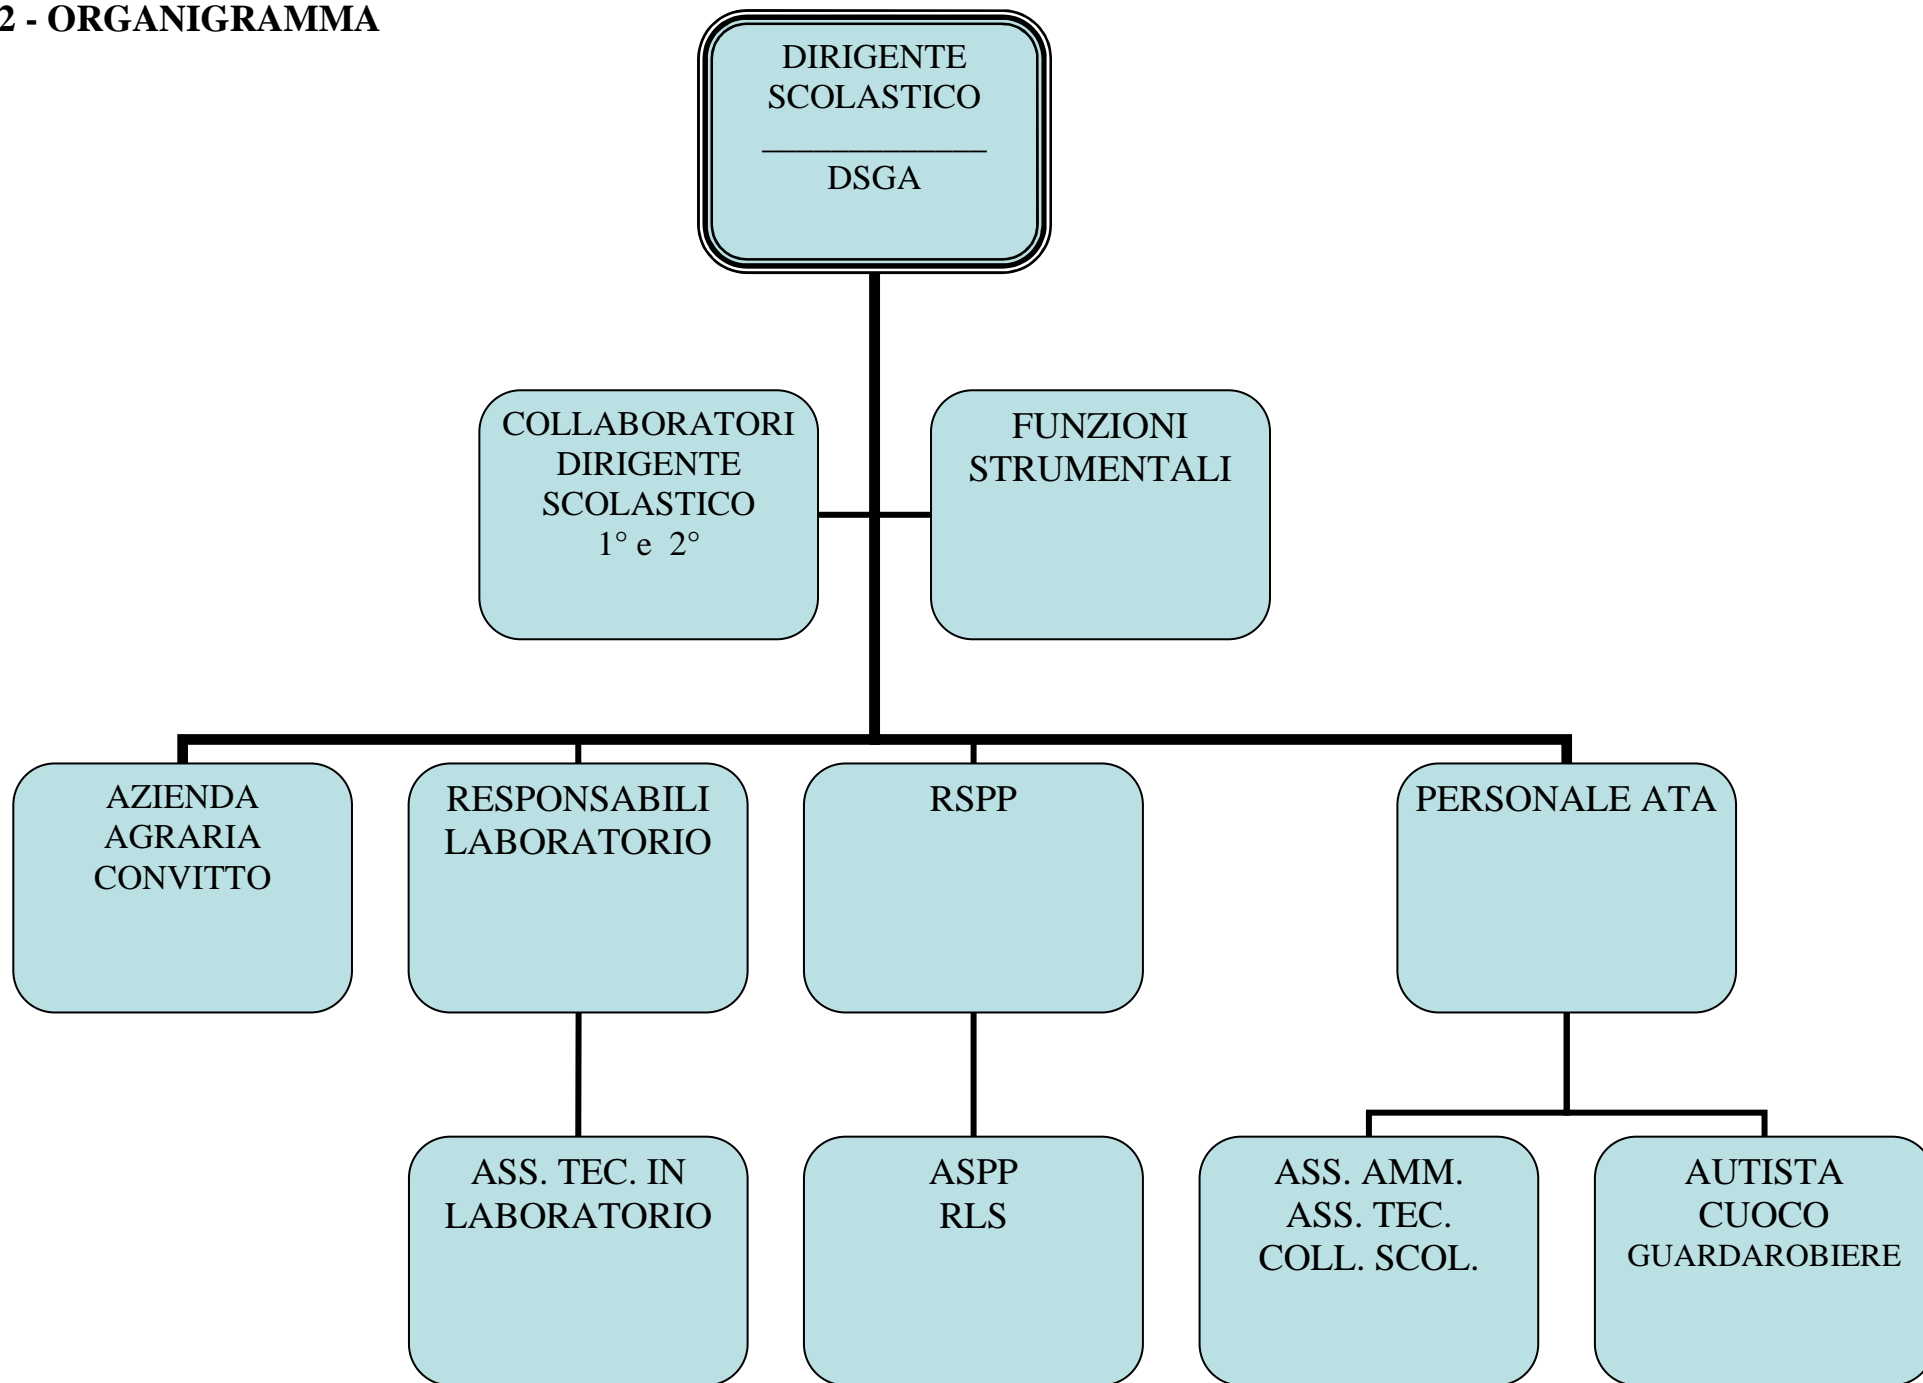 2 - ORGANIGRAMMA
DIRIGENTE
SCOLASTICO
_____________
DSGA
COLLABORATORI
DIRIGENTE
SCOLASTICO
1° e 2°
FUNZIONI
STRUMENTALI
AZIENDA
AGRARIA
CONVITTO
RESPONSABILI
LABORATORIO
RSPP
PERSONALE ATA
ASS. TEC. IN
LABORATORIO
ASPP
RLS
ASS. AMM.
ASS. TEC.
COLL. SCOL.
AUTISTA
CUOCO
GUARDAROBIERE